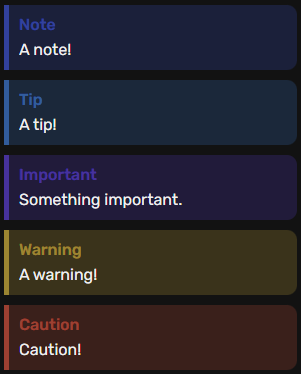 Note
A note!
Tip
A tip!
Important
Something important.
Warning
A warning!
Caution
Caution!